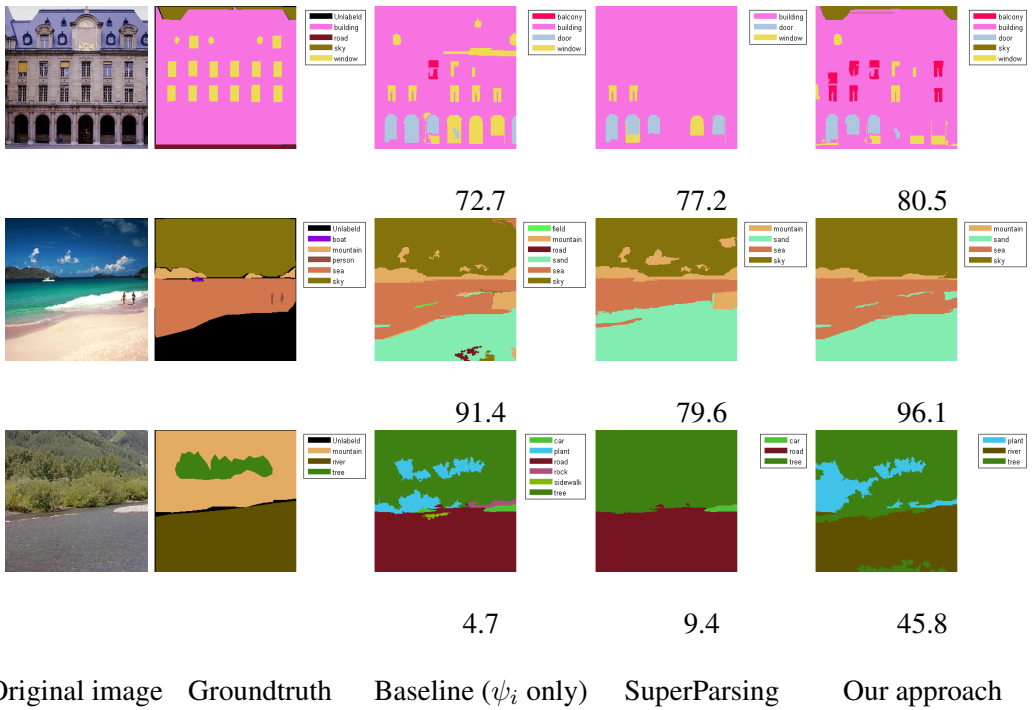 Unlabeld
building
road
sky
window
balcony
building
door
window
building
door
window
balcony
building
door
sky
window
72.7 77.2 80.5
Unlabeld
boat
mountain
person
sea
sky
field
mountain
road
sand
sea
sky
mountain
sand
sea
sky
mountain
sand
sea
sky
91.4 79.6 96.1
Unlabeld
mountain
river
tree
car
plant
road
rock
sidewalk
tree
car
road
tree
plant
river
tree
4.7 9.4 45.8
Original image Groundtruth Baseline (ψi only) SuperParsing Our approach